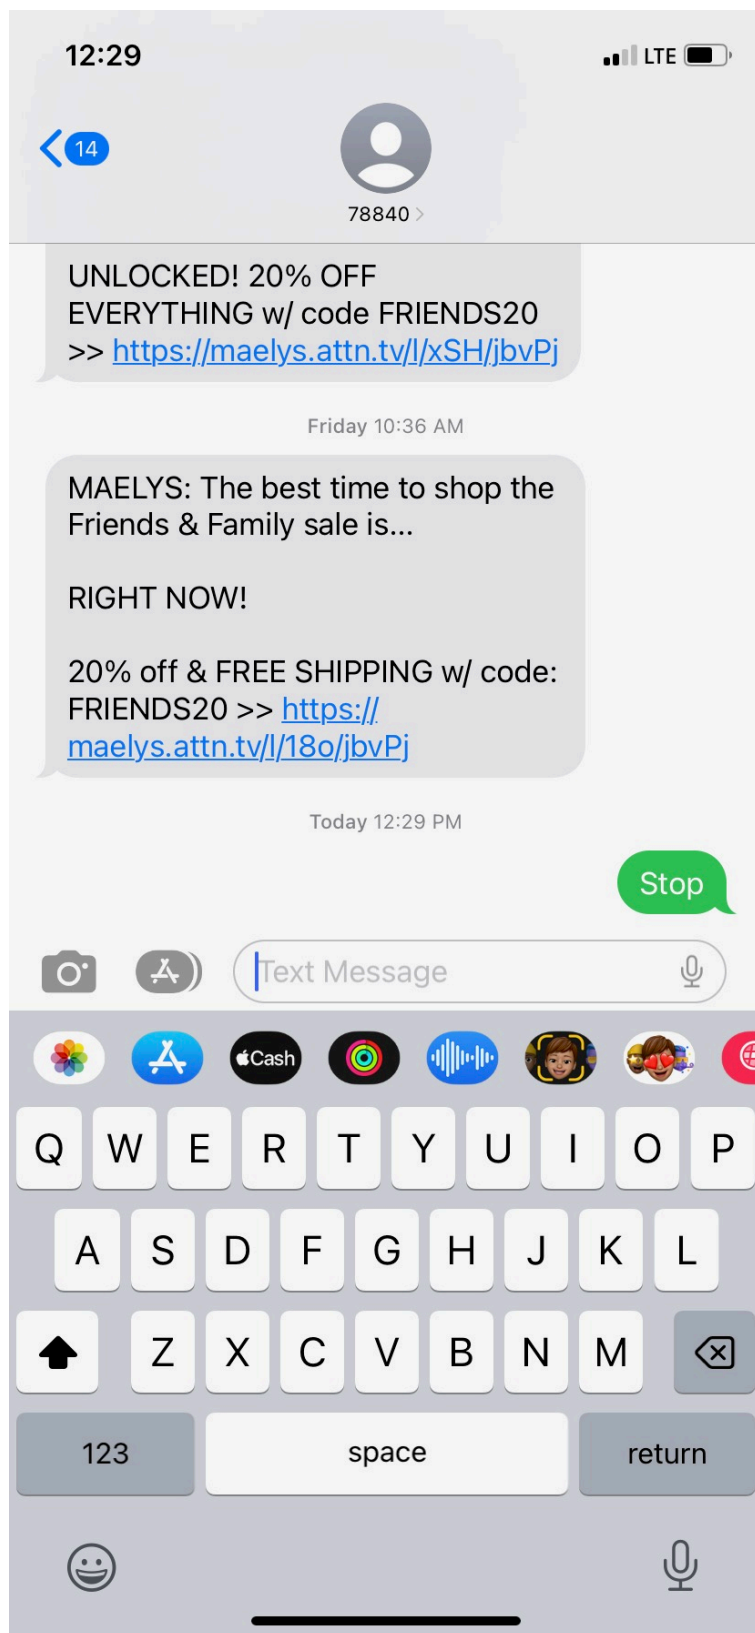 12:29
LTE
14
78840
UNLOCKED! 20% OFF
EVERYTHING w/ code FRIENDS20
>> https://maelys.attn.tv/l/xSH/jbvPj
Friday 10:36 AM
MAELYS: The best time to shop the
Friends & Family sale is...
RIGHT NOW!
20% off & FREE SHIPPING w/ code:
FRIENDS20 >> https://
maelys.attn.tv/l/18o/jbvPj
Today 12:29 PM
Stop
Text Message
Cash
Q W E R T Y U I O P
A S D F G H J K L
Z X C V B N M
123 space return